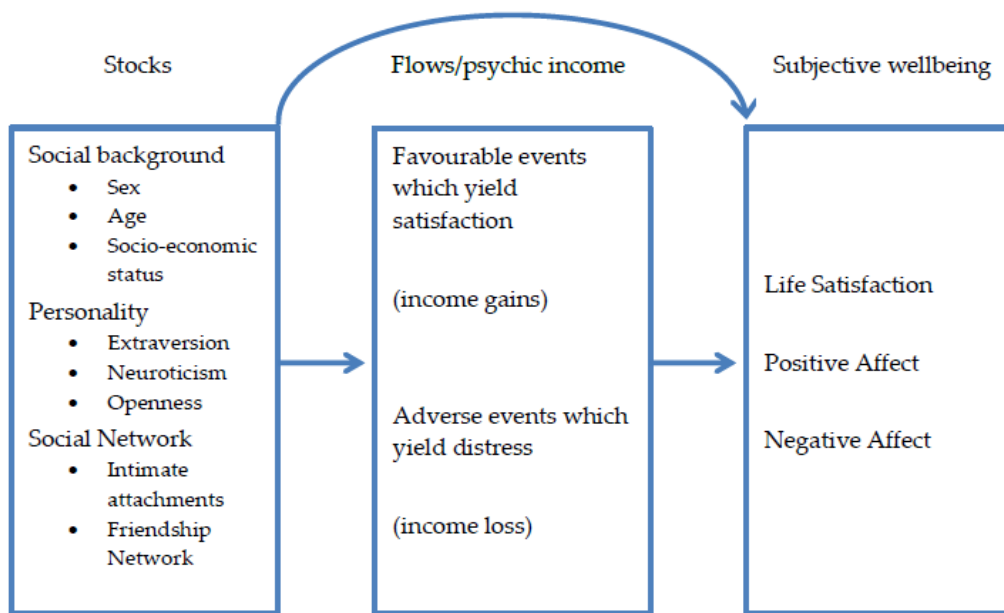 Stocks
Flows/psychic income
Subjective wellbeing
Social background
• Sex
• Age
• Socio-economic
status
Personality
• Extraversion
• Neuroticism
• Openness
Social Network
• Intimate
attachments
• Friendship
Network
Favourable events
which yield
satisfaction
(income gains)
Adverse events which
yield distress
(income loss)
Life Satisfaction
Positive Affect
Negative Affect